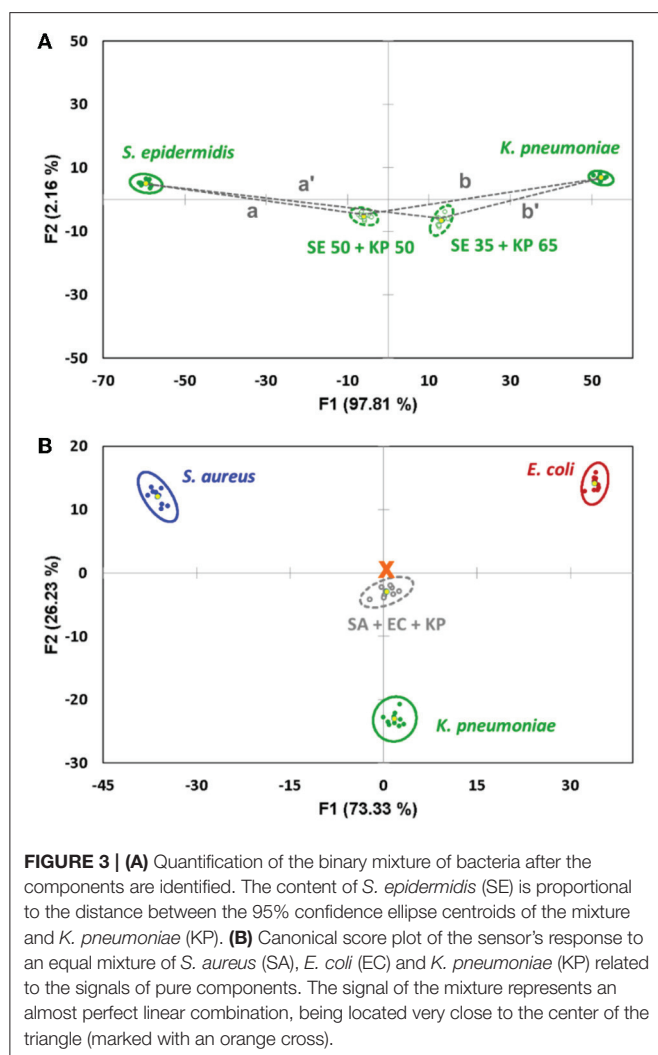 A
50
30
10
-10
-30
-50
F2 (2.16 %)
S. epidermidis
K. pneumoniae
a'
b
a
b'
SE 50 + KP 50
SE 35 + KP 65
-70
-50
-30
-10
10
30
50
F1 (97.81 %)
B
20
10
0
-10
-20
-30
F2 (26.23 %)
S. aureus
E. coli
X
SA + EC + KP
K. pneumoniae
-45
-30
-15
0
15
30
F1 (73.33 %)
FIGURE 3 | (A) Quantification of the binary mixture of bacteria after the
components are identified. The content of S. epidermidis (SE) is proportional
to the distance between the 95% confidence ellipse centroids of the mixture
and K. pneumoniae (KP). (B) Canonical score plot of the sensor's response to
an equal mixture of S. aureus (SA), E. coli (EC) and K. pneumoniae (KP) related
to the signals of pure components. The signal of the mixture represents an
almost perfect linear combination, being located very close to the center of the
triangle (marked with an orange cross).